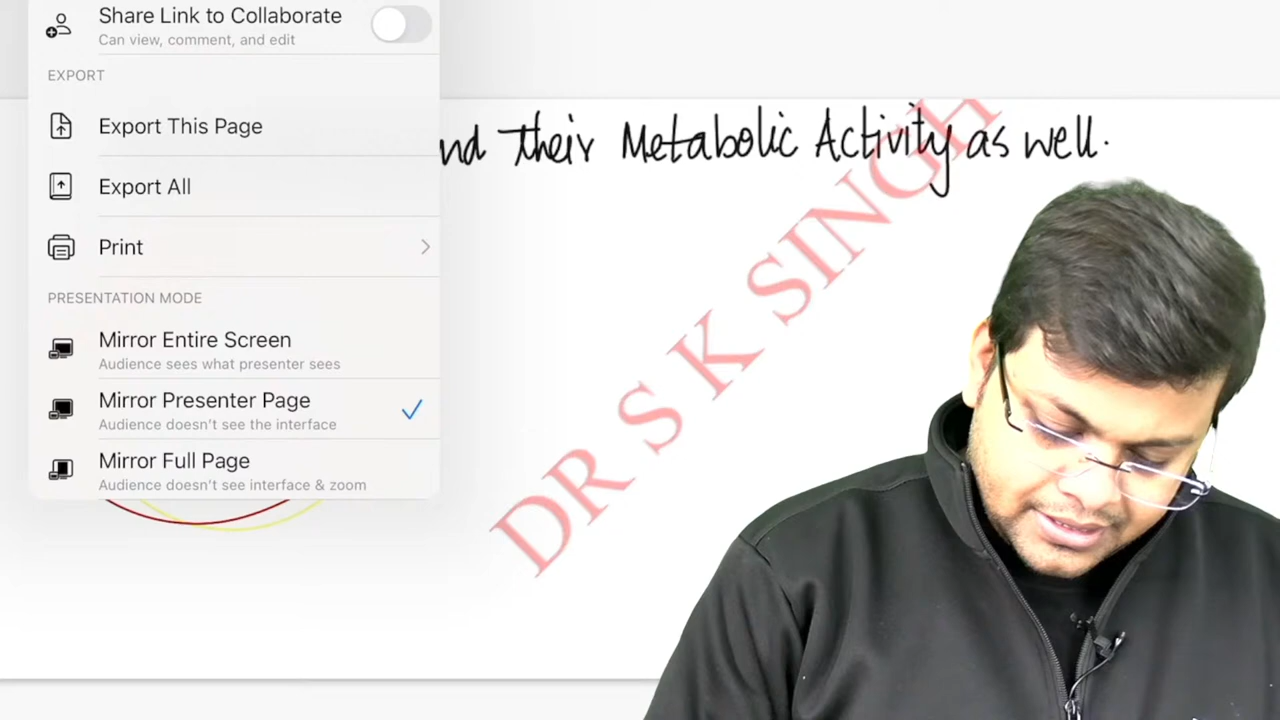 Share Link to Collaborate
Can view, comment, and edit
EXPORT
Export This Page
nd their Metabolic Activity as well.
Export All
Print
PRESENTATION MODE
Mirror Entire Screen
Audience sees what presenter sees
Mirror Presenter Page
Audience doesn't see the interface
Mirror Full Page
Audience doesn't see interface & zoom
DR S K SINGH